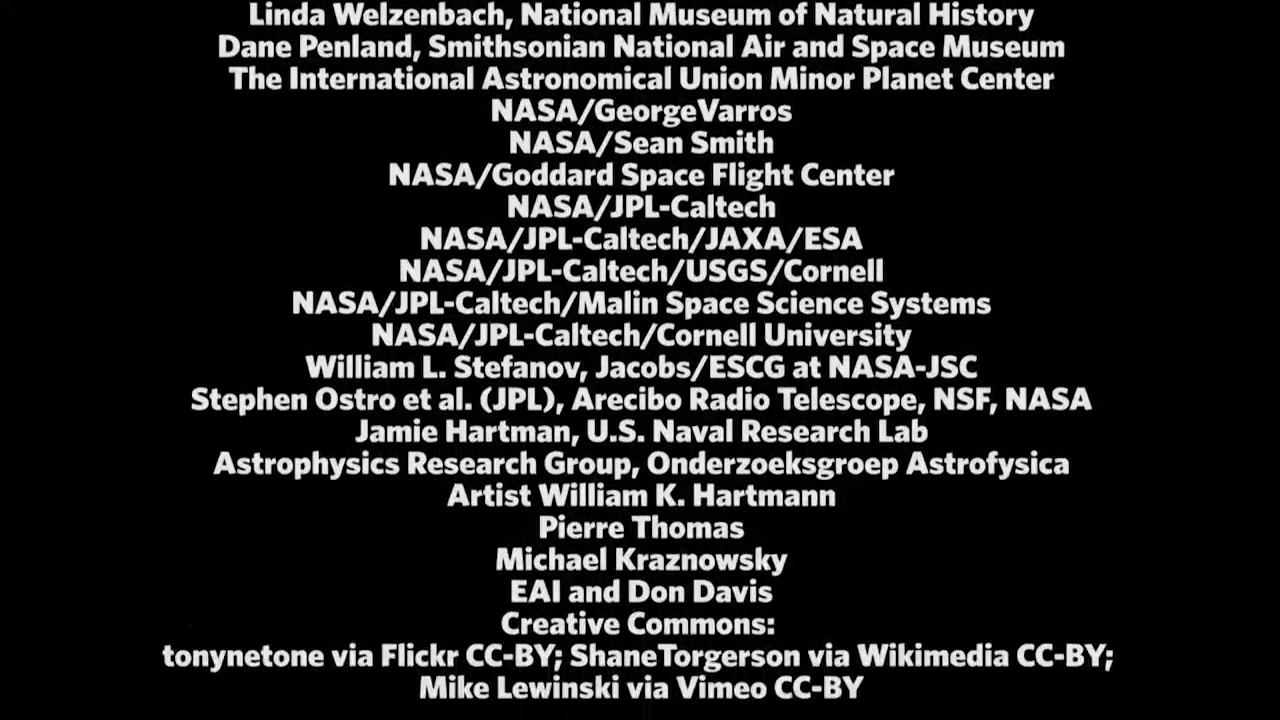 Linda Welzenbach, National Museum of Natural History
Dane Penland, Smithsonian National Air and Space Museum
The International Astronomical Union Minor Planet Center
NASA/GeorgeVarros
NASA/Sean Smith
NASA/Goddard Space Flight Center
NASA/JPL-Caltech
NASA/JPL-Caltech/JAXA/ESA
NASA/JPL-Caltech/USGS/Cornell
NASA/JPL-Caltech/Malin Space Science Systems
NASA/JPL-Caltech/Cornell University
William L. Stefanov, Jacobs/ESCG at NASA-JSC
Stephen Ostro et al. (JPL), Arecibo Radio Telescope, NSF, NASA
Jamie Hartman, U.S. Naval Research Lab
Astrophysics Research Group, Onderzoeksgroep Astrofysica
Artist William K. Hartmann
Pierre Thomas
Michael Kraznowsky
EAI and Don Davis
Creative Commons:
tonynetone via Flickr CC-BY; ShaneTorgerson via Wikimedia CC-BY;
Mike Lewinski via Vimeo CC-BY